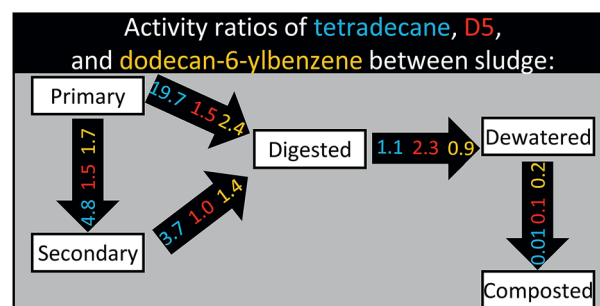 Activity ratios of tetradecane, D5,
and dodecan-6-ylbenzene between sludge:
Primary
19.7 1.5 2.4
4.8 1.5 1.7
Digested
1.1 2.3 0.9
Dewatered
3.7 1.0 1.4
Secondary
0.01 0.1 0.2
Composted